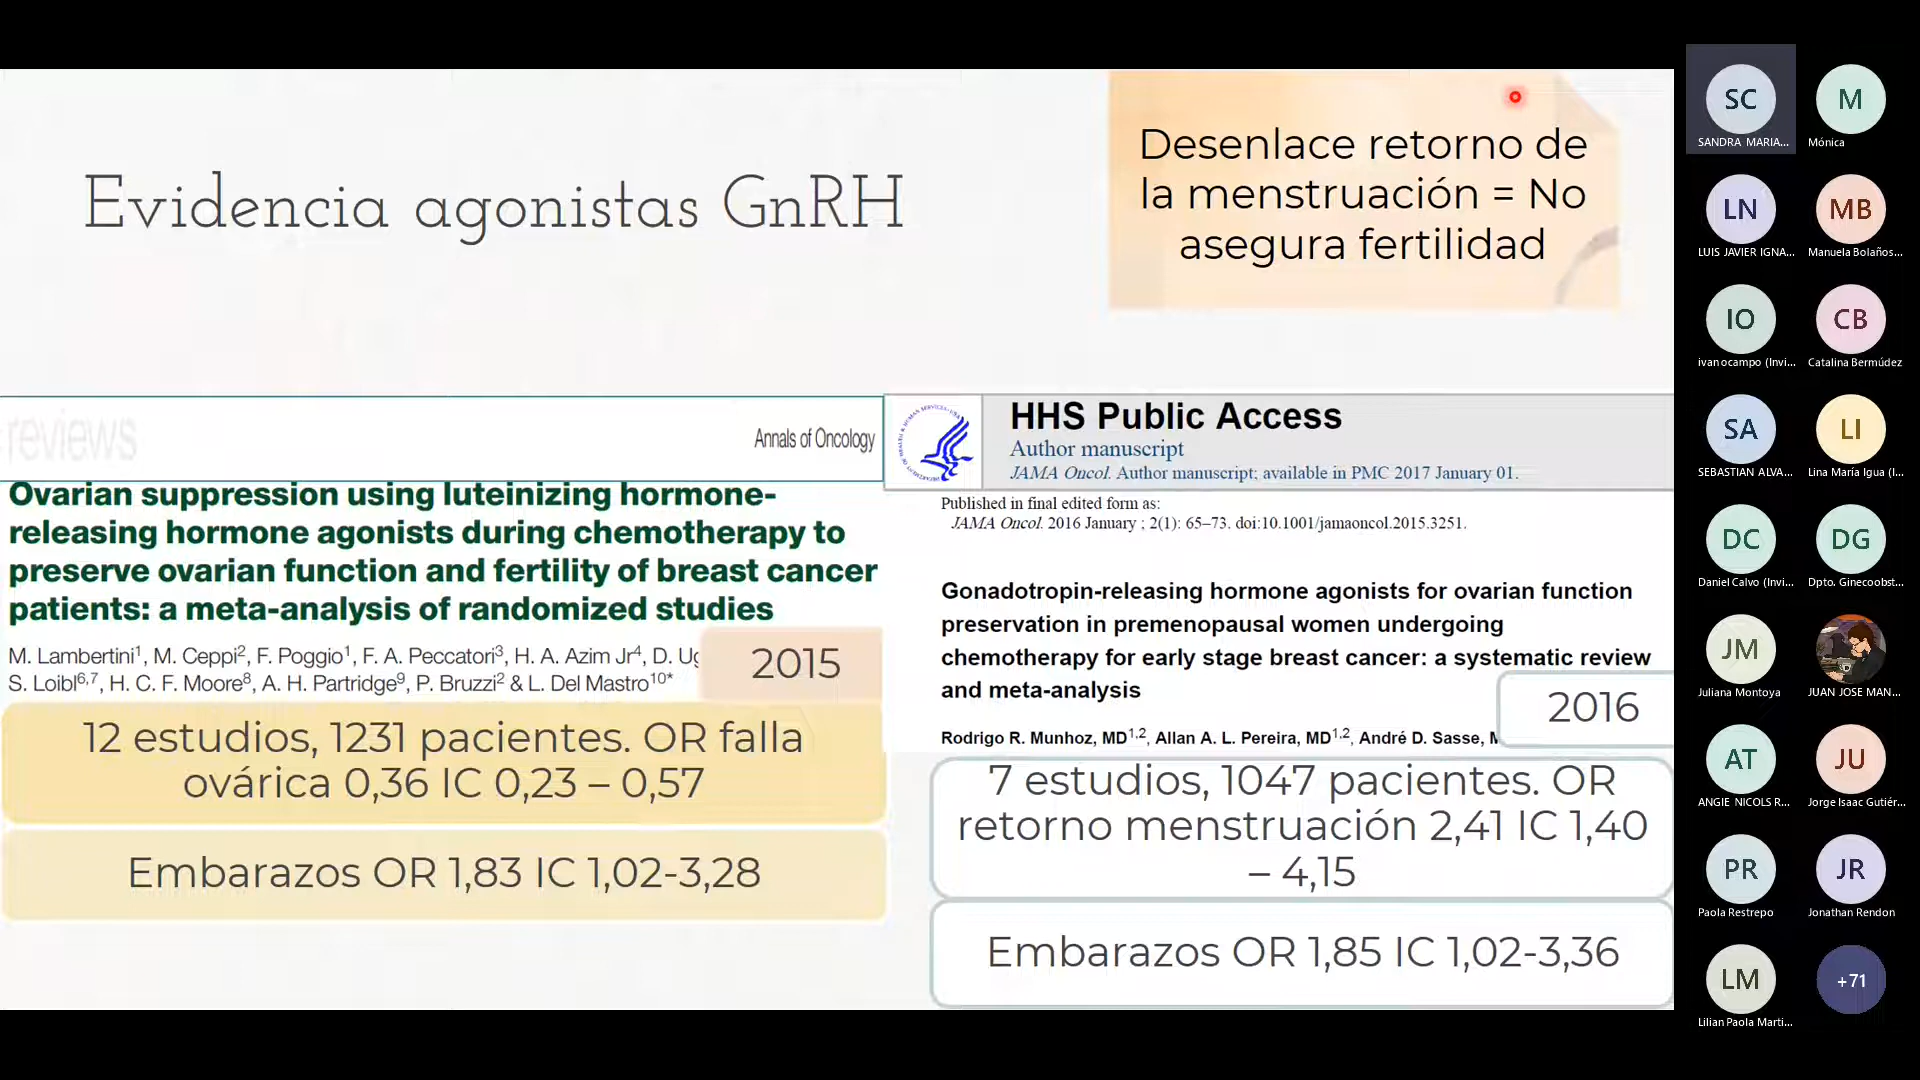 Evidencia agonistas GnRH
Desenlace retorno de
la menstruación = No
asegura fertilidad
reviews
Annals of Oncology
Ovarian suppression using luteinizing hormone-
releasing hormone agonists during chemotherapy to
preserve ovarian function and fertility of breast cancer
patients: a meta-analysis of randomized studies
M. Lambertini¹, M. Ceppi², F. Poggio¹, F. A. Peccatori³, H. A. Azim Jr⁴, D. Ug
S. Loibl⁶,⁷, H. C. F. Moore⁸, A. H. Partridge⁹, P. Bruzzi² & L. Del Mastro¹⁰*
2015
12 estudios, 1231 pacientes. OR falla
ovárica 0,36 IC 0,23 – 0,57
Embarazos OR 1,83 IC 1,02-3,28
HHS Public Access
Author manuscript
JAMA Oncol. Author manuscript; available in PMC 2017 January 01.
Published in final edited form as:
JAMA Oncol. 2016 January ; 2(1): 65–73. doi:10.1001/jamaoncol.2015.3251.
Gonadotropin-releasing hormone agonists for ovarian function
preservation in premenopausal women undergoing
chemotherapy for early stage breast cancer: a systematic review
and meta-analysis
Rodrigo R. Munhoz, MD¹,², Allan A. L. Pereira, MD¹,², André D. Sasse,
2016
7 estudios, 1047 pacientes. OR
retorno menstruación 2,41 IC 1,40
– 4,15
Embarazos OR 1,85 IC 1,02-3,36
SC
SANDRA MARIA...
M
Mónica
LN
LUIS JAVIER IGNA...
MB
Manuela Bolaños...
IO
ivan ocampo (Invi...
CB
Catalina Bermúdez
SA
SEBASTIAN ALVA...
LI
Lina María Igua (I...
DC
Daniel Calvo (Invi...
DG
Dpto. Ginecoobst...
JM
Juliana Montoya
JUAN JOSE MAN...
AT
ANGIE NICOLS R...
JU
Jorge Isaac Gutiér...
PR
Paola Restrepo
JR
Jonathan Rendon
LM
Lilian Paola Marti...
+71